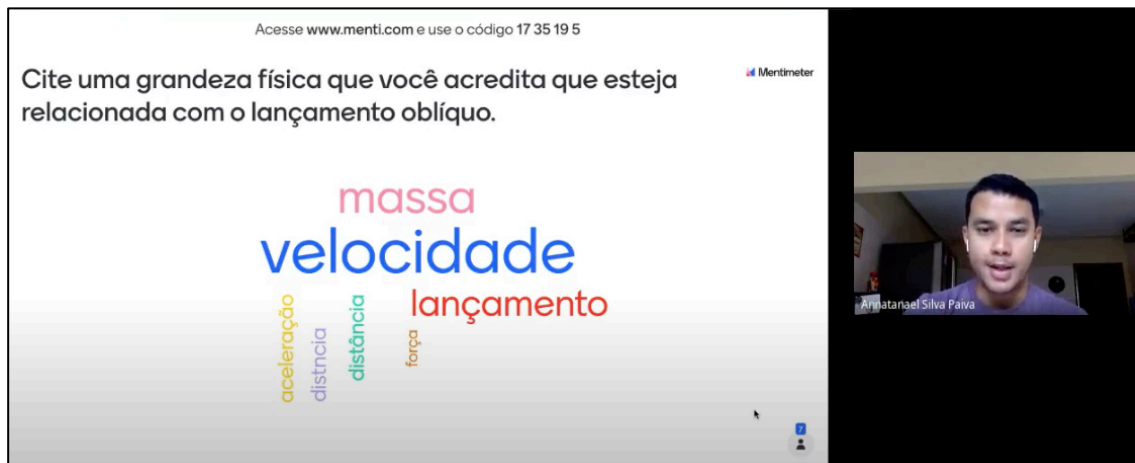 Acesse www.menti.com e use o código 17 35 19 5
Cite uma grandeza física que você acredita que esteja
relacionada com o lançamento oblíquo.
Mentimeter
massa
velocidade
lançamento
aceleração
distncia
distância
força
7
Annatanael Silva Paiva